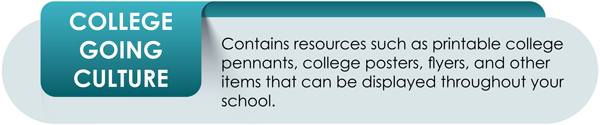 COLLEGE
GOING
CULTURE
Contains resources such as printable college
pennants, college posters, flyers, and other
items that can be displayed throughout your
school.